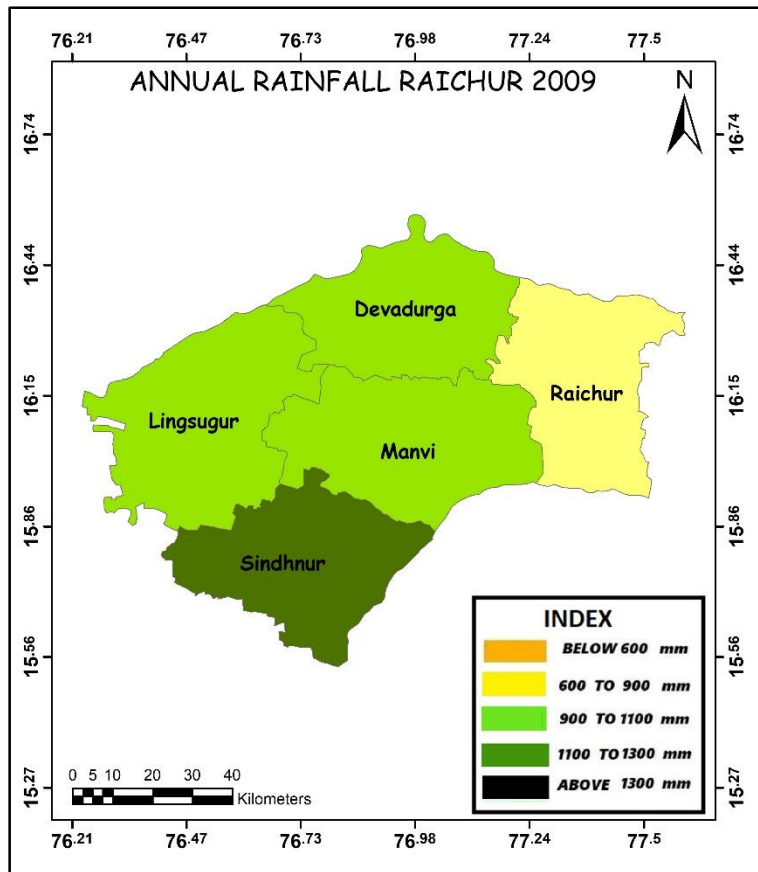 76.21 76.47 76.73 76.98 77.24 77.5
ANNUAL RAINFALL RAICHUR 2009
N
16.74 16.74
16.44 16.44
Devadurga
16.15 16.15
Raichur
Lingsugur
Manvi
15.86 15.86
Sindhnur
INDEX
BELOW 600 mm
15.56 15.56
600 TO 900 mm
900 TO 1100 mm
1100 TO 1300 mm
0 5 10 20 30 40
ABOVE 1300 mm
15.27 15.27
Kilometers
76.21 76.47 76.73 76.98 77.24 77.5